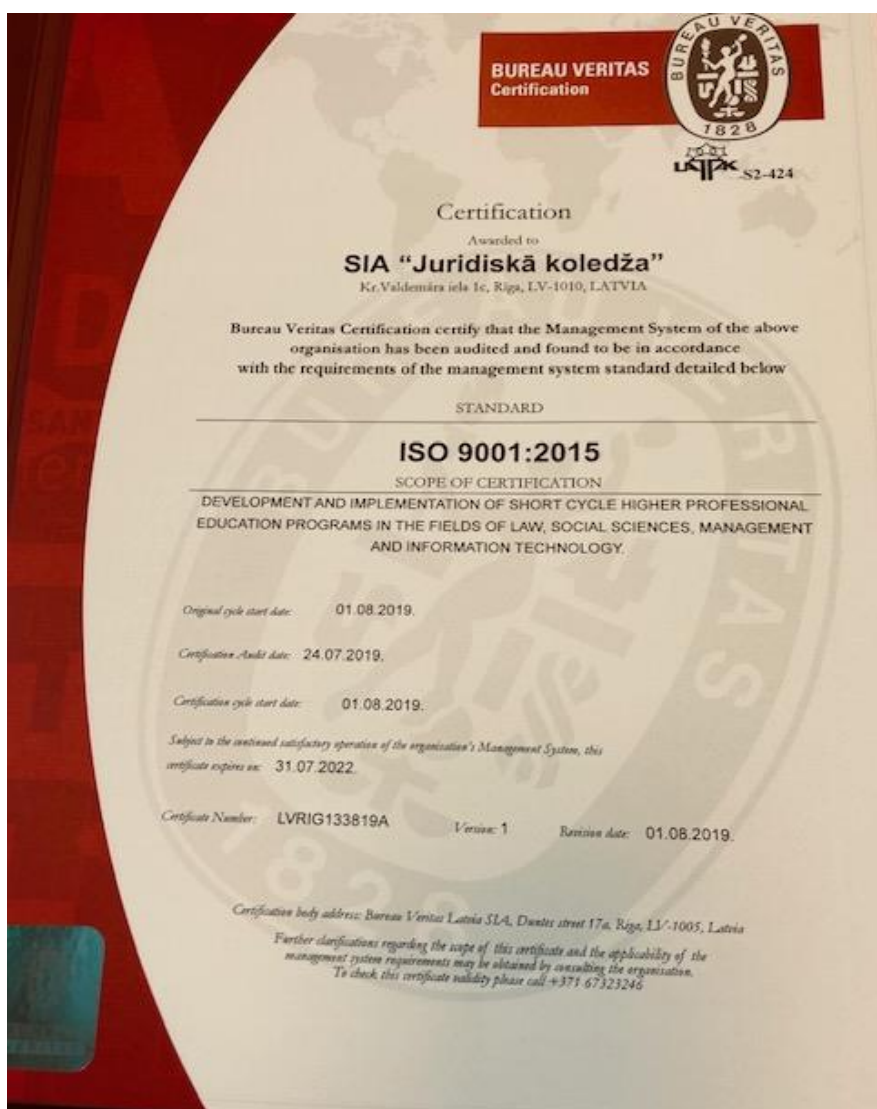 BUREAU VERITAS
Certification
BUREAU VERITAS
1828
S2-424
Certification
Awarded to
SIA “Juridiskā koledža”
Kr.Valdemāra iela 1c, Riga, LV-1010, LATVIA
Bureau Veritas Certification certify that the Management System of the above
organisation has been audited and found to be in accordance
with the requirements of the management system standard detailed below
STANDARD
ISO 9001:2015
SCOPE OF CERTIFICATION
DEVELOPMENT AND IMPLEMENTATION OF SHORT CYCLE HIGHER PROFESSIONAL
EDUCATION PROGRAMS IN THE FIELDS OF LAW, SOCIAL SCIENCES, MANAGEMENT
AND INFORMATION TECHNOLOGY.
Original cycle start date: 01.08.2019.
Certification Audit date: 24.07.2019.
Certification cycle start date: 01.08.2019.
Subject to the continued satisfactory operation of the organisation's Management System, this
certificate expires on: 31.07.2022.
Certificate Number: LVRIG133819A Version: 1 Revision date: 01.08.2019.
Certification body address: Bureau Veritas Latvia SIA, Duntes street 17a, Riga, LV-1005, Latvia
Further clarifications regarding the scope of this certificate and the applicability of the
management system requirements may be obtained by consulting the organisation.
To check this certificate validity please call +371 67323246